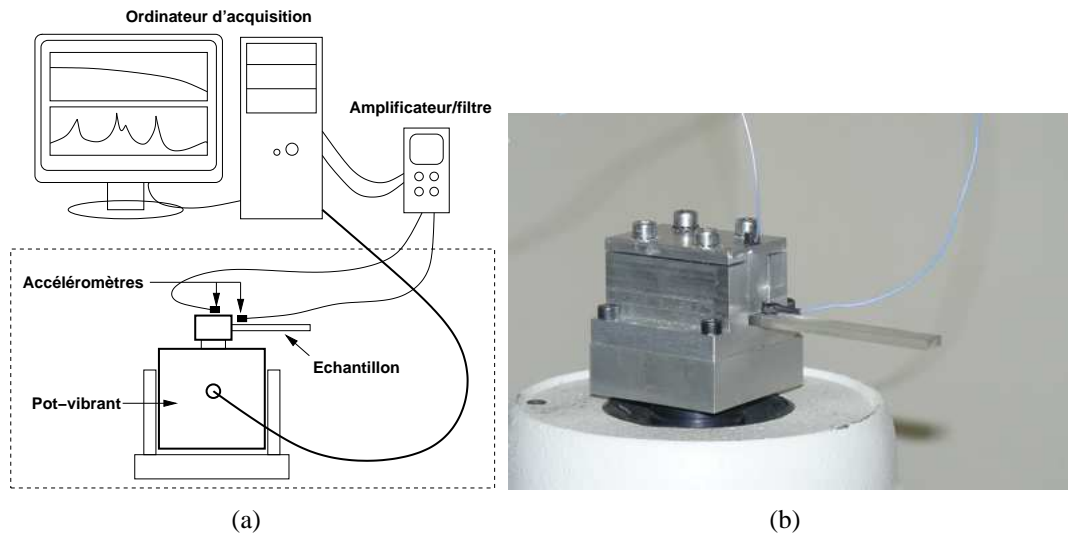 Ordinateur d'acquisition
Amplificateur/filtre
Accéléromètres
Echantillon
Pot–vibrant
(a)
(b)